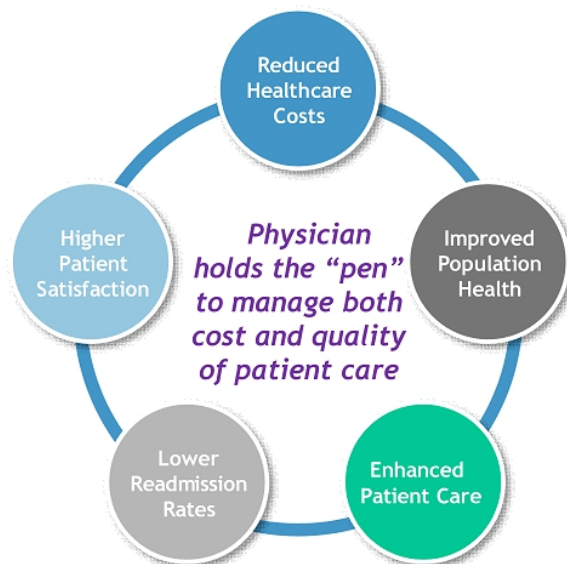 Reduced
Healthcare
Costs
Higher
Patient
Satisfaction
Physician
holds the “pen”
to manage both
cost and quality
of patient care
Improved
Population
Health
Lower
Readmission
Rates
Enhanced
Patient Care